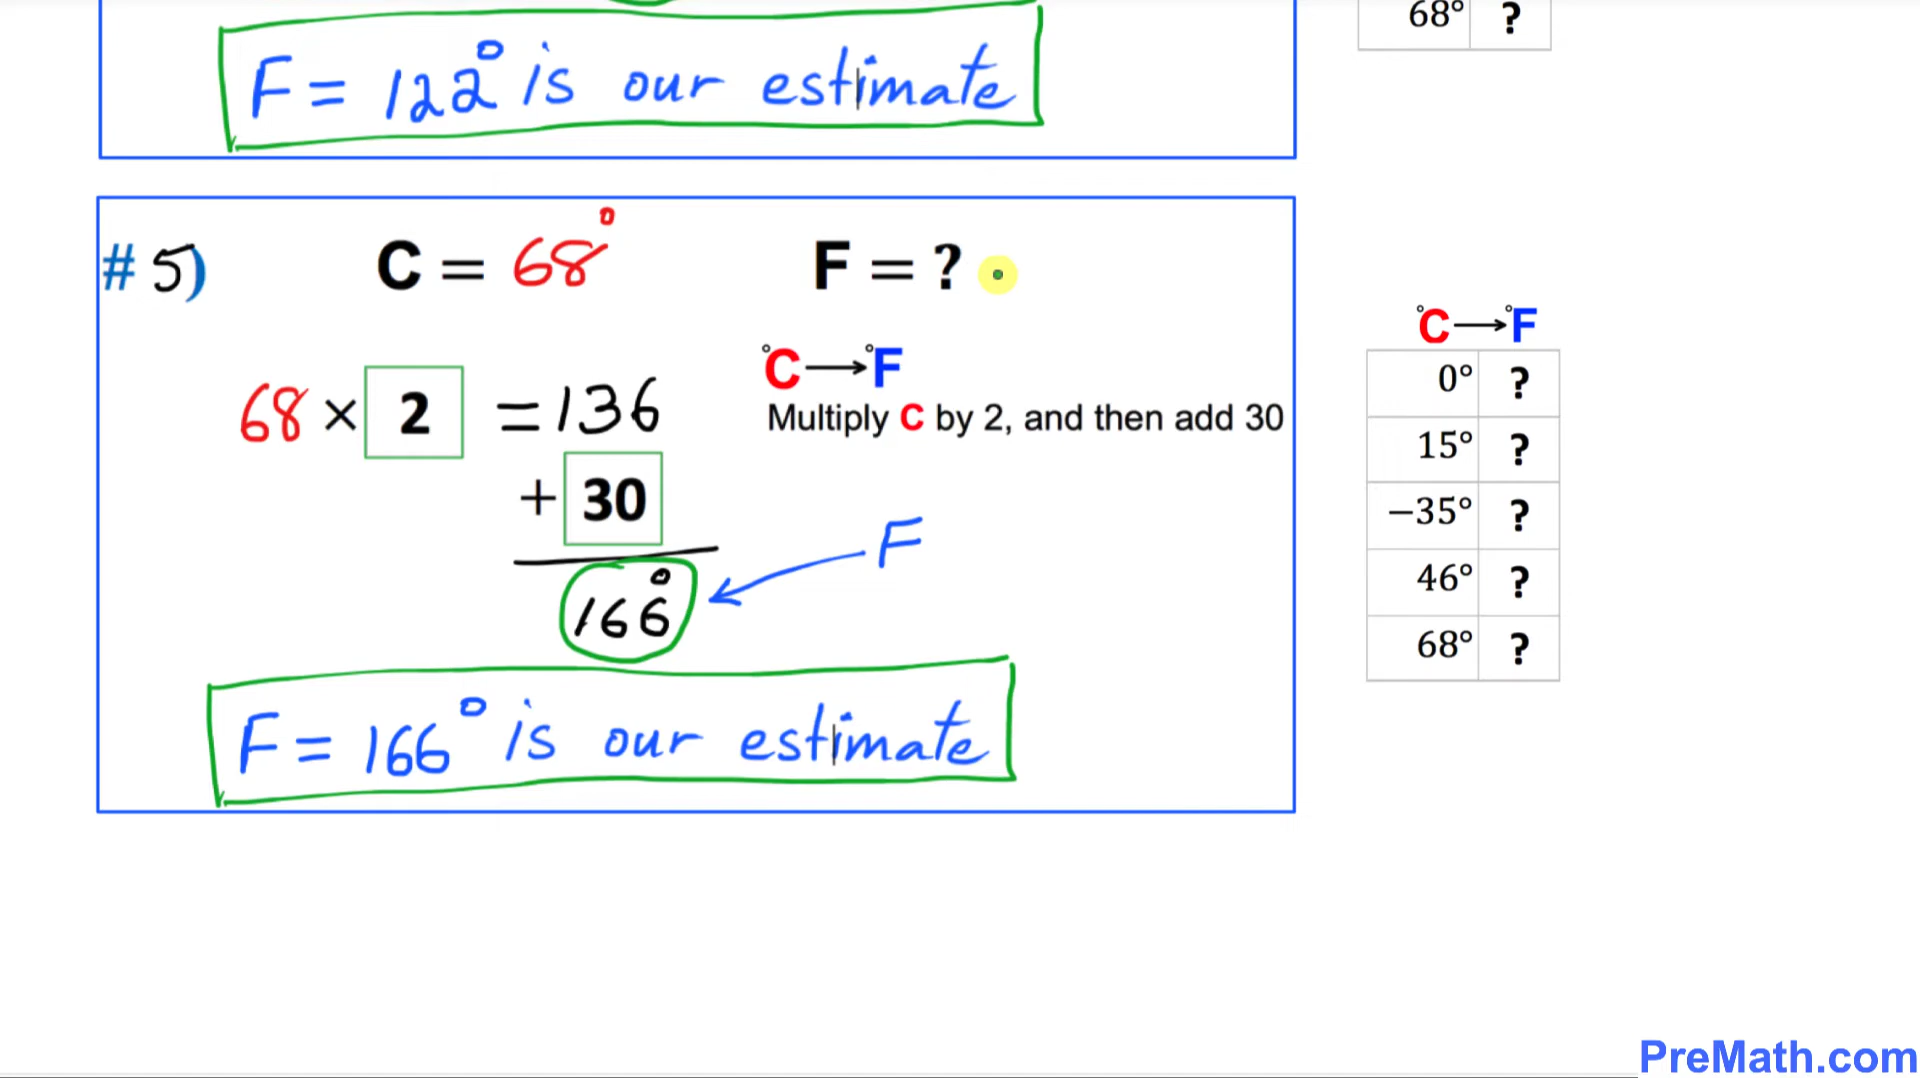 68° ?
F = 122° is our estimate
# 5) C = 68° F = ?
°C→°F
68 × 2 = 136
Multiply C by 2, and then add 30
+ 30
F
166°
F = 166° is our estimate
°C→°F
0° ?
15° ?
−35° ?
46° ?
68° ?
PreMath.com